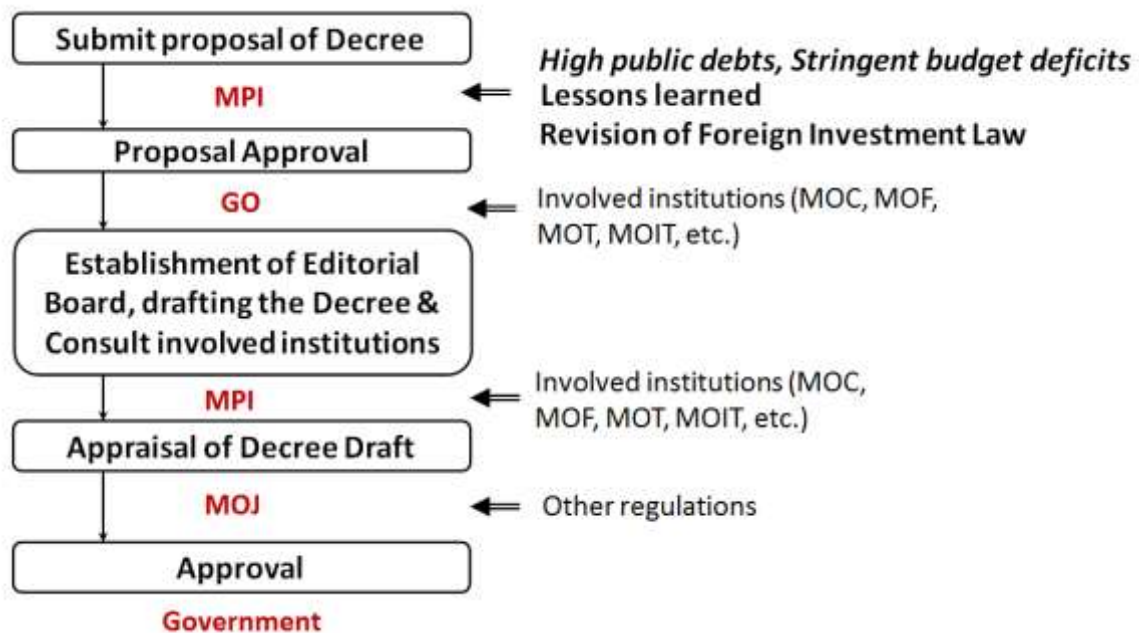 Submit proposal of Decree
High public debts, Stringent budget deficits
MPI
Lessons learned
Revision of Foreign Investment Law
Proposal Approval
GO
Involved institutions (MOC, MOF,
MOT, MOIT, etc.)
Establishment of Editorial
Board, drafting the Decree &
Consult involved institutions
MPI
Involved institutions (MOC,
MOF, MOT, MOIT, etc.)
Appraisal of Decree Draft
MOJ
Other regulations
Approval
Government